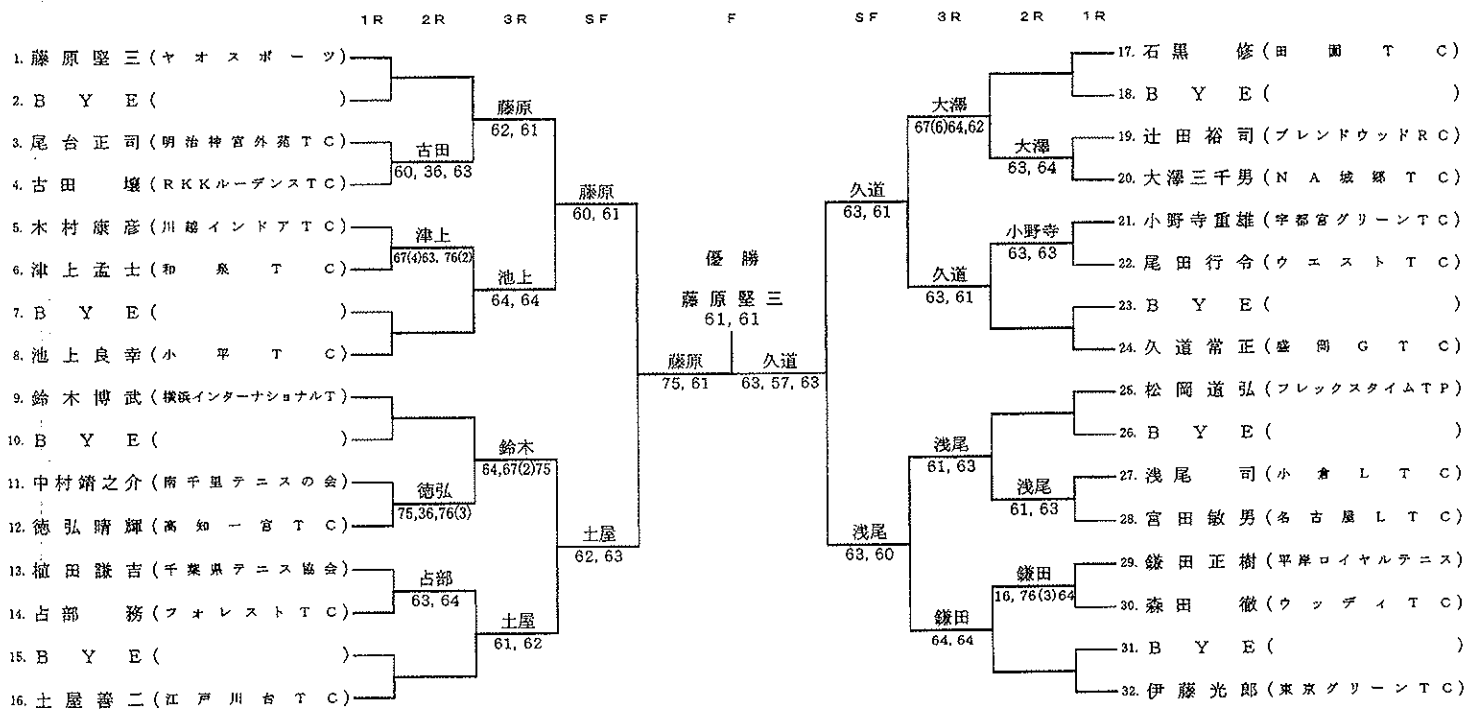 1R 2R 3R SF F SF 3R 2R 1R
1. 藤原堅三 (ヤオスポーツ)
2. BYE ( )
3. 尾台正司 (明治神宮外苑TC)
4. 古田 壌 (RKKルーデンスTC)
5. 木村康彦 (川越インドアTC)
6. 津上孟士 (和泉TC)
7. BYE ( )
8. 池上良幸 (小平TC)
9. 鈴木博武 (横浜インターナショナルT)
10. BYE ( )
11. 中村靖之介 (南千里テニスの会)
12. 徳弘晴輝 (高知一宮TC)
13. 植田謙吉 (千葉県テニス協会)
14. 占部 務 (フォレストTC)
15. BYE ( )
16. 土屋善二 (江戸川台TC)
古田
60, 36, 63
津上
67(4)63, 76(2)
徳弘
75,36,76(3)
占部
63, 64
藤原
62, 61
池上
64, 64
鈴木
64,67(2)75
土屋
61, 62
藤原
60, 61
土屋
62, 63
藤原
75, 61
優勝
藤原堅三
61, 61
久道
63, 57, 63
久道
63, 61
浅尾
63, 60
大澤
67(6)64,62
久道
63, 61
浅尾
61, 63
鎌田
64, 64
大澤
63, 64
小野寺
63, 63
浅尾
61, 63
鎌田
16, 76(3)64
17. 石黒 修 (田園TC)
18. BYE ( )
19. 辻田裕司 (ブレンドウッドRC)
20. 大澤三千男 (NA城郷TC)
21. 小野寺重雄 (宇都宮グリーンTC)
22. 尾田行令 (ウエストTC)
23. BYE ( )
24. 久道常正 (盛岡GTC)
25. 松岡道弘 (フレックスタイムTP)
26. BYE ( )
27. 浅尾 司 (小倉LTC)
28. 宮田敏男 (名古屋LTC)
29. 鎌田正樹 (平岸ロイヤルテニス)
30. 森田 徹 (ウッディTC)
31. BYE ( )
32. 伊藤光郎 (東京グリーンTC)